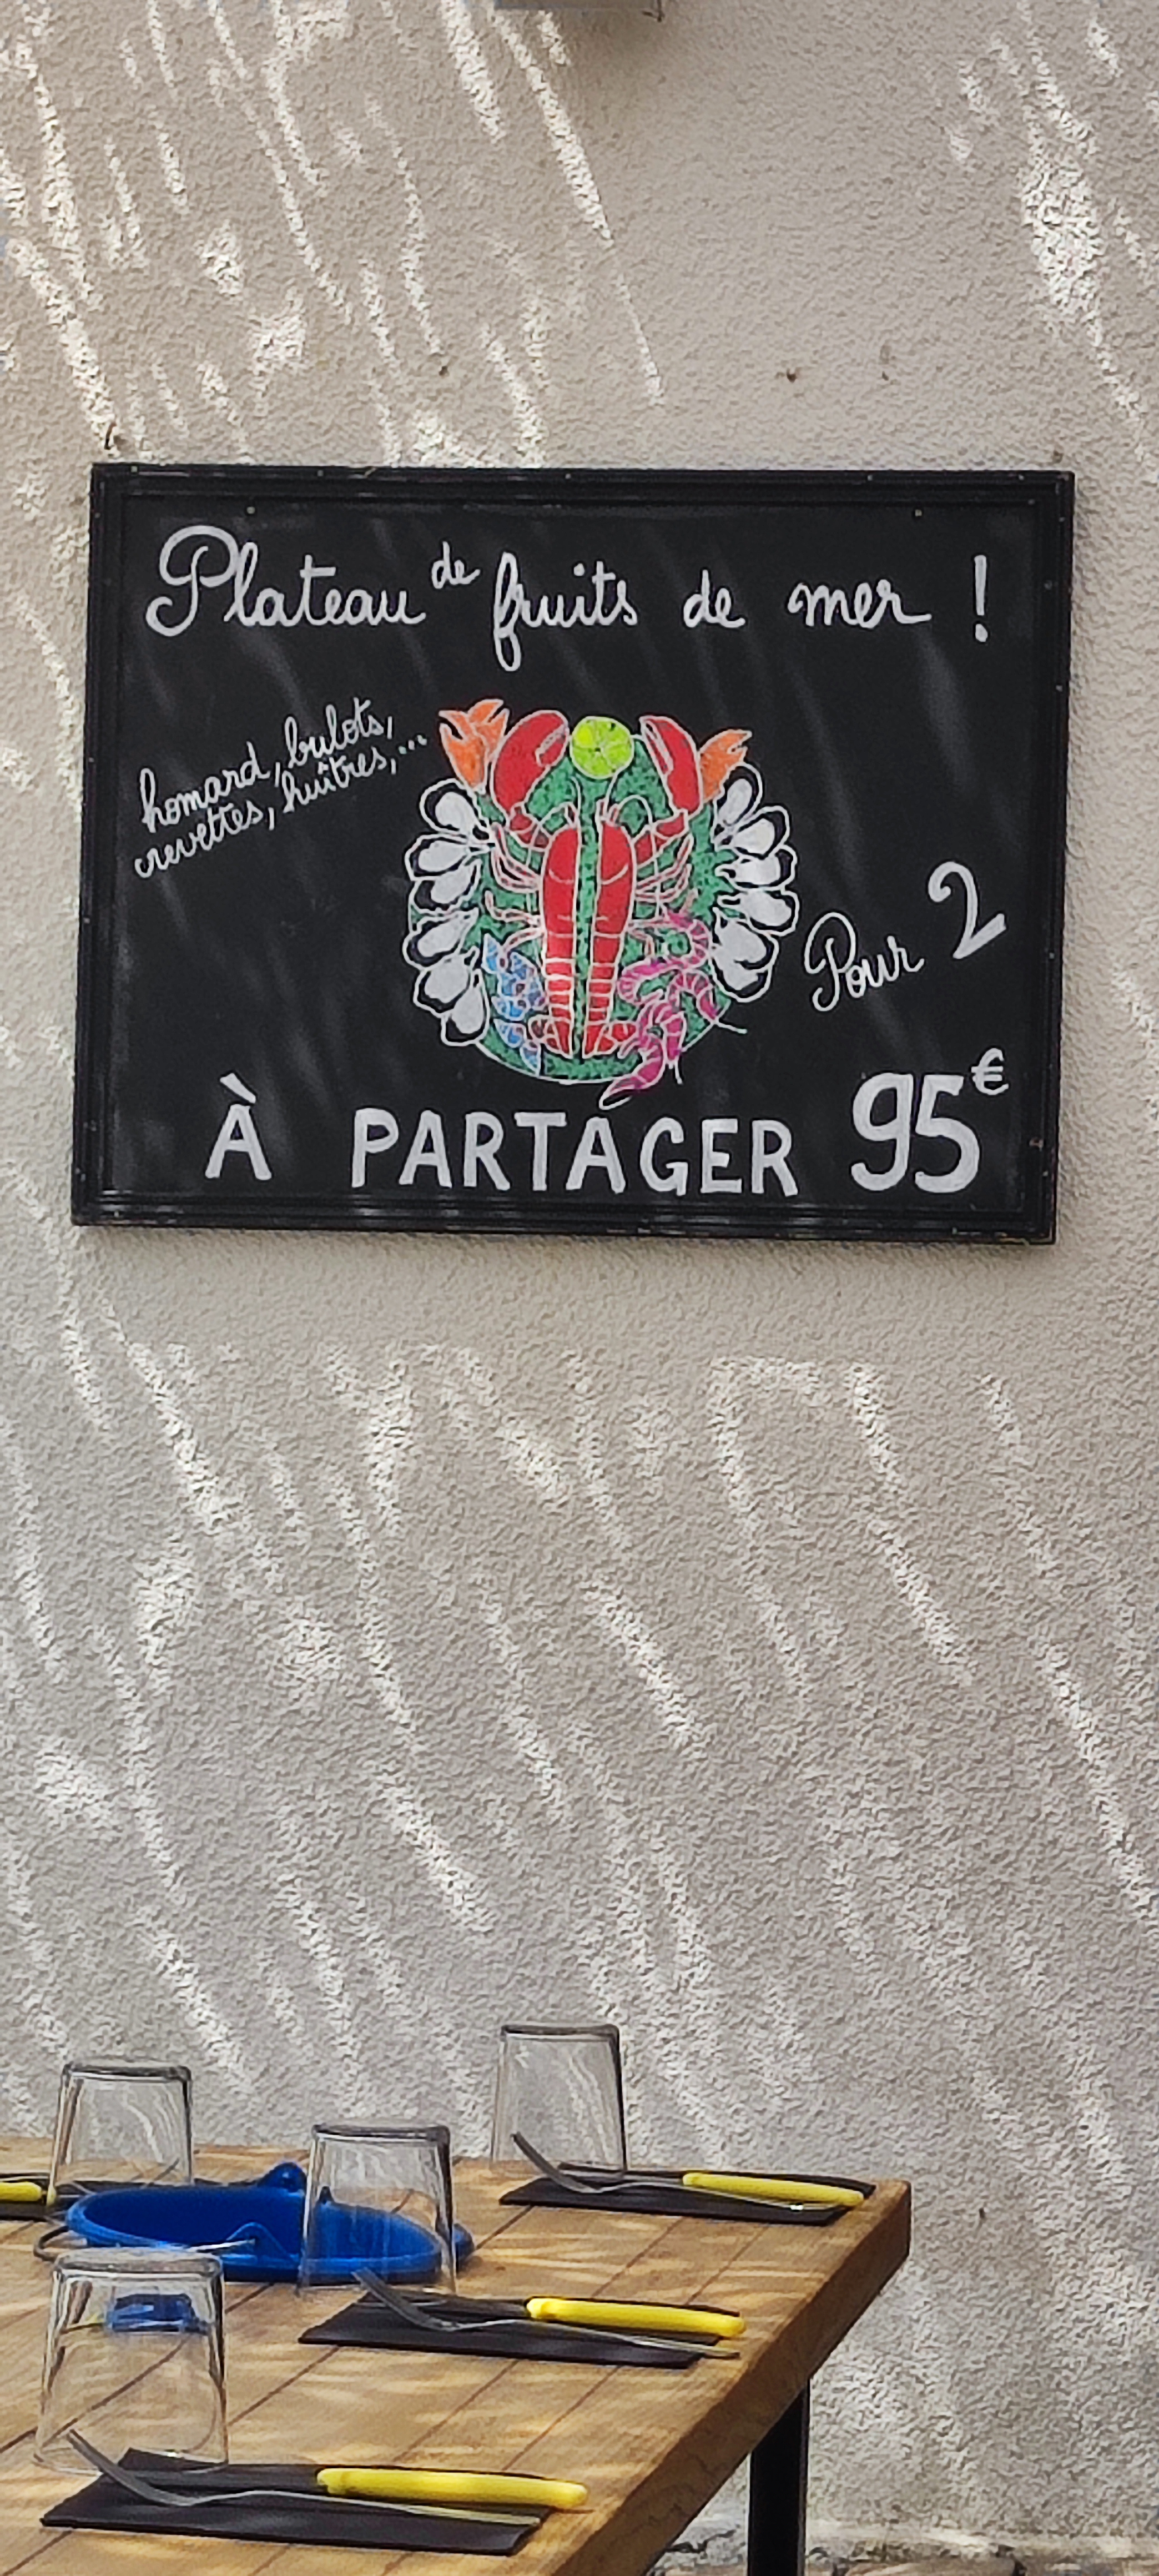 Plateau de fruits de mer !
homard, bulots,
crevettes, huîtres,...
Pour 2
À PARTAGER 95€